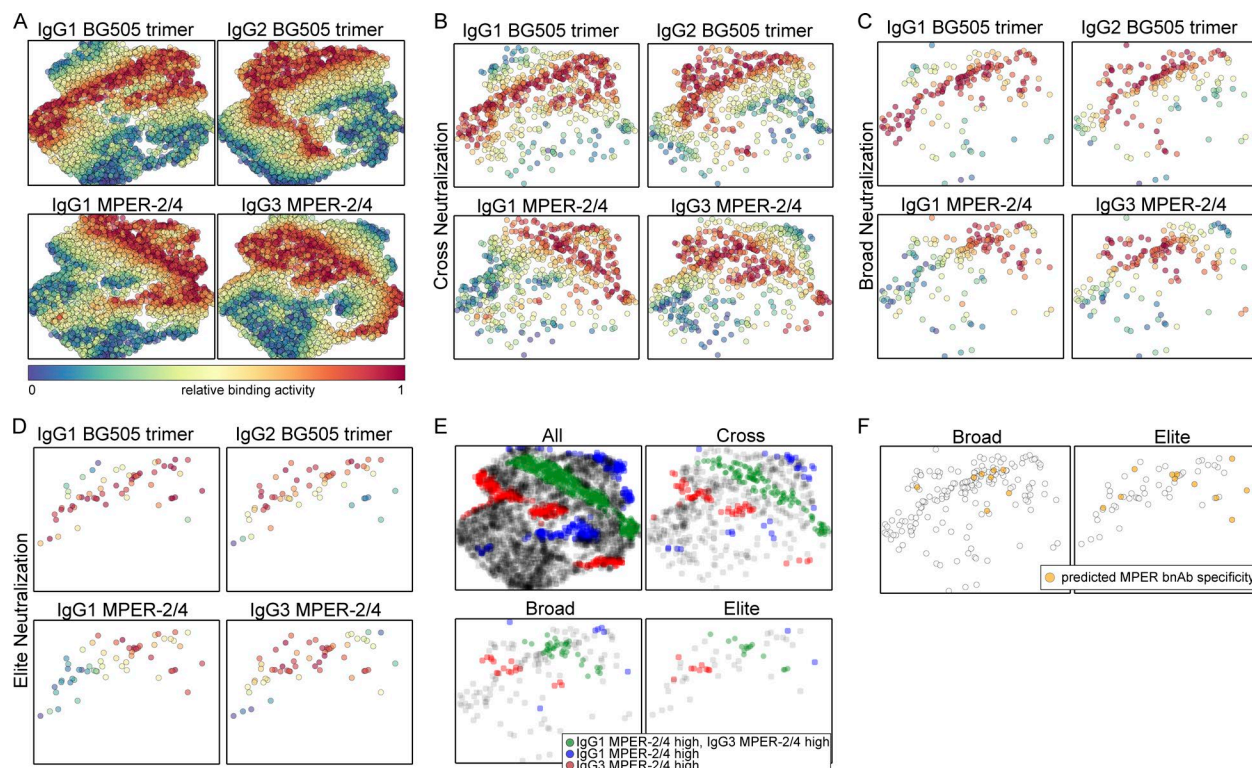 A
IgG1 BG505 trimer
IgG2 BG505 trimer
IgG1 MPER-2/4
IgG3 MPER-2/4
0
relative binding activity
1
B
IgG1 BG505 trimer
IgG2 BG505 trimer
Cross Neutralization
IgG1 MPER-2/4
IgG3 MPER-2/4
C
IgG1 BG505 trimer
IgG2 BG505 trimer
Broad Neutralization
IgG1 MPER-2/4
IgG3 MPER-2/4
D
IgG1 BG505 trimer
IgG2 BG505 trimer
Elite Neutralization
IgG1 MPER-2/4
IgG3 MPER-2/4
E
All
Cross
Broad
Elite
IgG1 MPER-2/4 high, IgG3 MPER-2/4 high
IgG1 MPER-2/4 high
IgG3 MPER-2/4 high
F
Broad
Elite
predicted MPER bnAb specificity